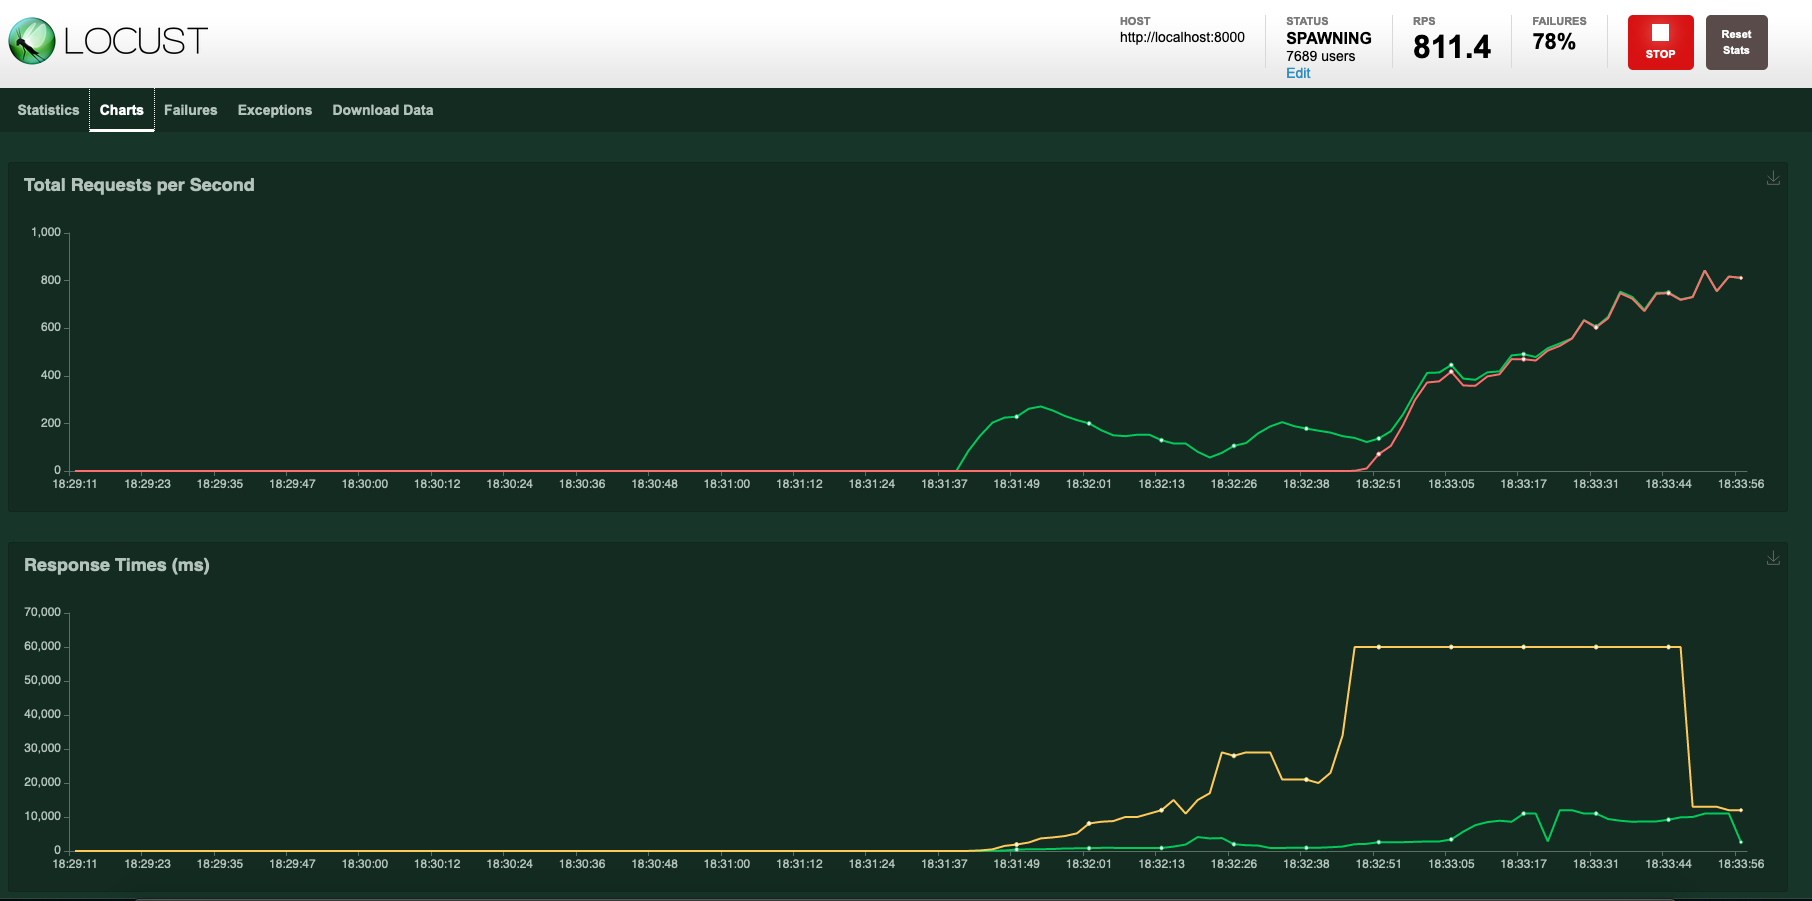 LOCUST
HOST
http://localhost:8000
STATUS
SPAWNING
7689 users
Edit
RPS
811.4
FAILURES
78%
STOP
Reset
Stats
Statistics Charts Failures Exceptions Download Data
Total Requests per Second
1,000
800
600
400
200
0
18:29:11 18:29:23 18:29:35 18:29:47 18:30:00 18:30:12 18:30:24 18:30:36 18:30:48 18:31:00 18:31:12 18:31:24 18:31:37 18:31:49 18:32:01 18:32:13 18:32:26 18:32:38 18:32:51 18:33:05 18:33:17 18:33:31 18:33:44 18:33:56
Response Times (ms)
70,000
60,000
50,000
40,000
30,000
20,000
10,000
0
18:29:11 18:29:23 18:29:35 18:29:47 18:30:00 18:30:12 18:30:24 18:30:36 18:30:48 18:31:00 18:31:12 18:31:24 18:31:37 18:31:49 18:32:01 18:32:13 18:32:26 18:32:38 18:32:51 18:33:05 18:33:17 18:33:31 18:33:44 18:33:56